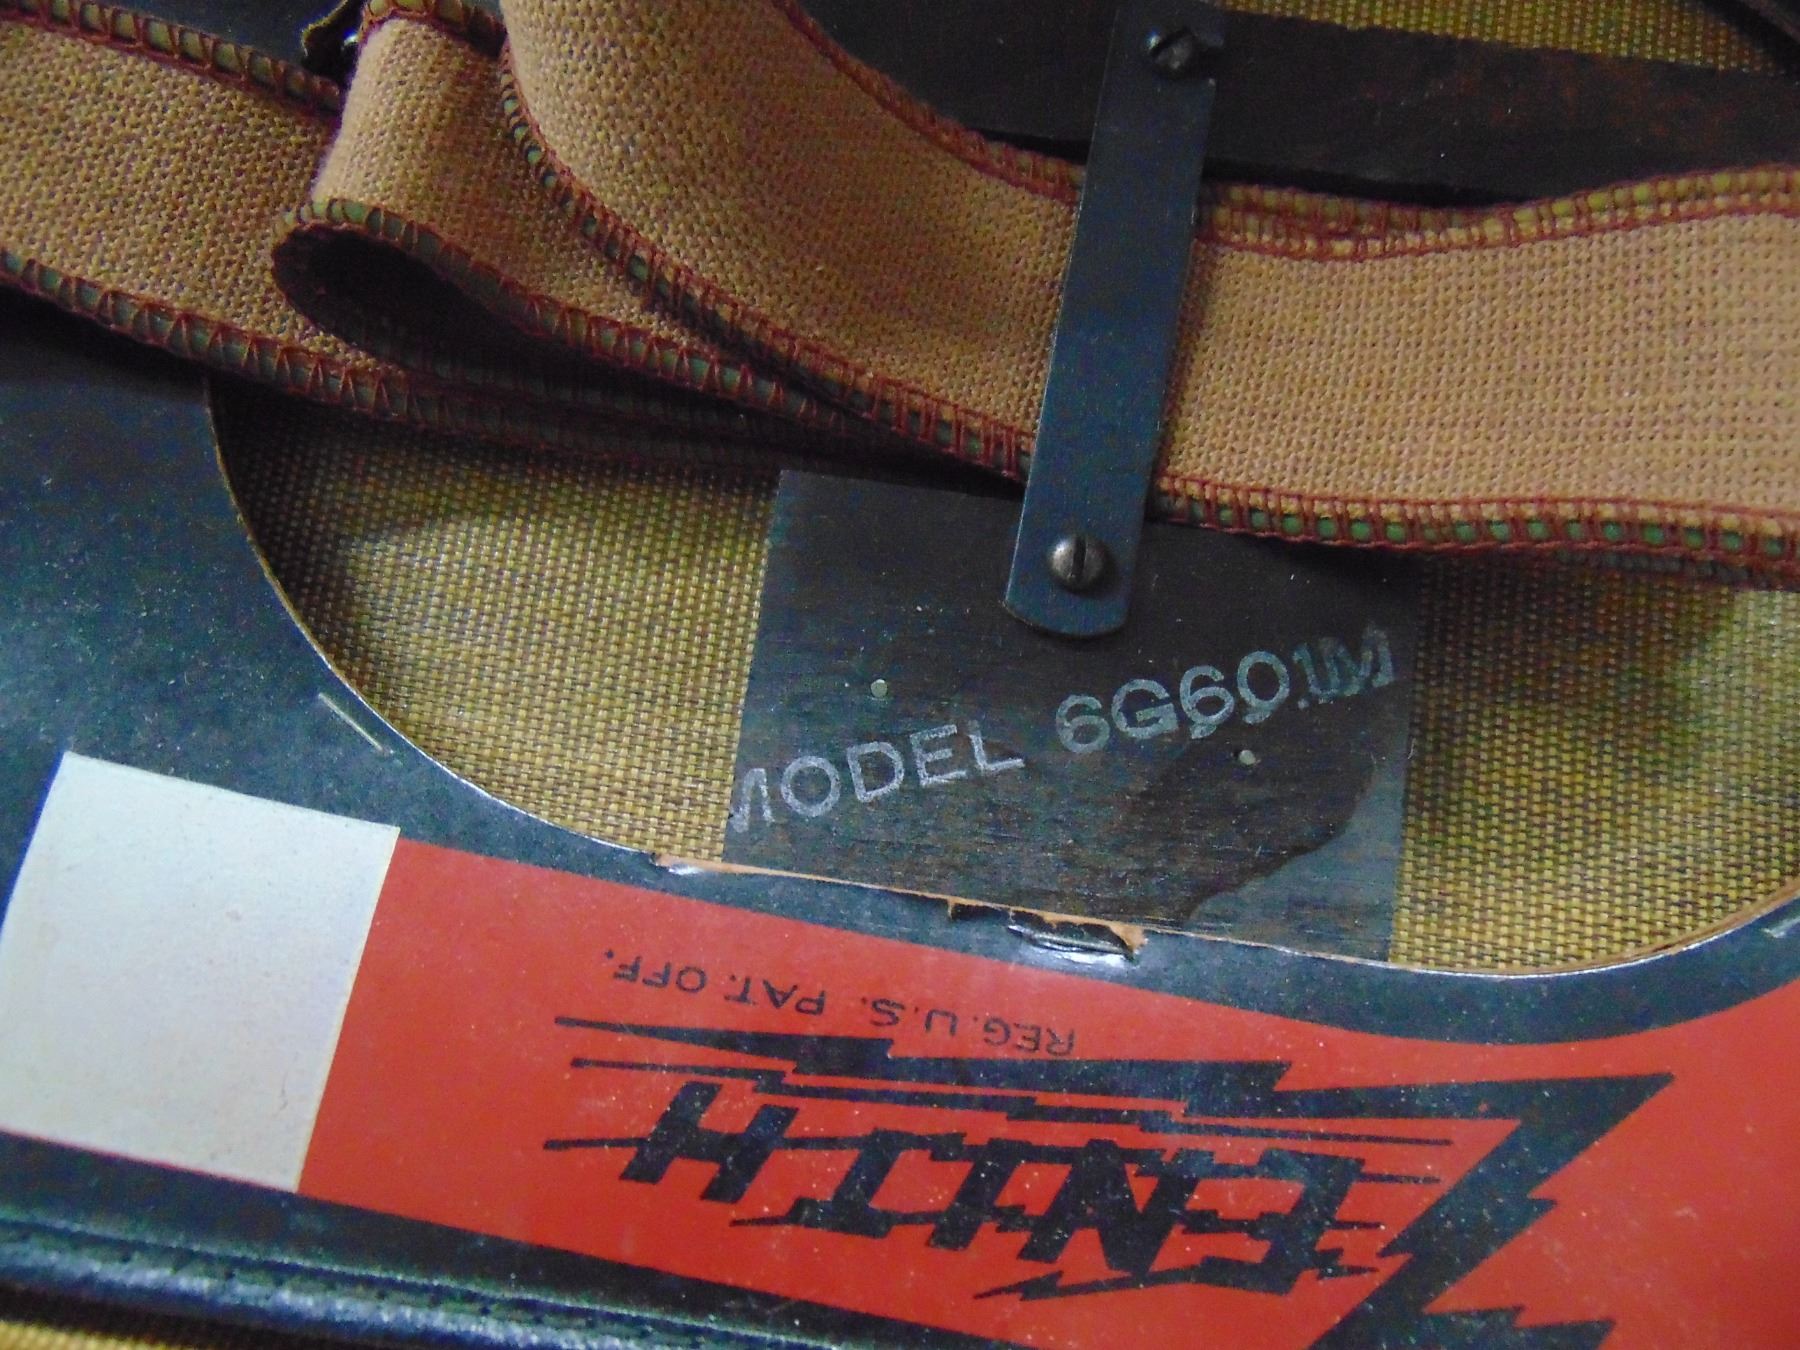 MODEL 6G601M
ZENITH
REG. U.S. PAT. OFF.